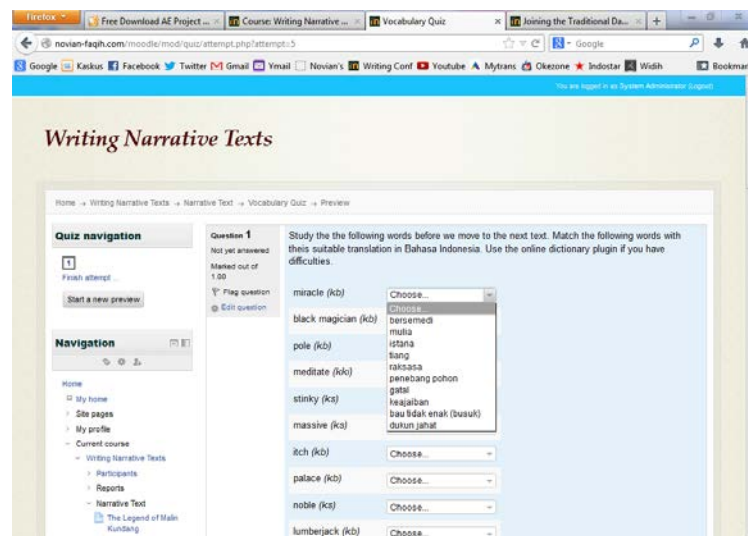 Firefox
Free Download AE Project ...
Course: Writing Narrative ...
Vocabulary Quiz
Joining the Traditional Da...
novian-faqih.com/moodle/mod/quiz/attempt.php?attempt=5
Google
Google Kaskus Facebook Twitter Gmail Ymail Novian's Writing Conf Youtube Mytrans Okezone Indostar Widih Bookmar
You are logged in as System Administrator (Logout)
Writing Narrative Texts
Home → Writing Narrative Texts → Narrative Text → Vocabulary Quiz → Preview
Quiz navigation
1
Finish attempt ...
Start a new preview
Navigation
Home
My home
Site pages
My profile
Current course
Writing Narrative Texts
Participants
Reports
Narrative Text
The Legend of Malin
Kundang
Question 1
Not yet answered
Marked out of
1.00
Flag question
Edit question
Study the the following words before we move to the next text. Match the following words with
theis suitable translation in Bahasa Indonesia. Use the online dictionary plugin if you have
difficulties.
miracle (kb) Choose...
Choose...
bersemedi
mulia
istana
tiang
raksasa
penebang pohon
gatal
keajaiban
bau tidak enak (busuk)
dukun jahat
black magician (kb)
pole (kb)
meditate (kki)
stinky (ks)
massive (ks)
itch (kb) Choose...
palace (kb) Choose...
noble (ks) Choose...
lumberjack (kb) Choose...